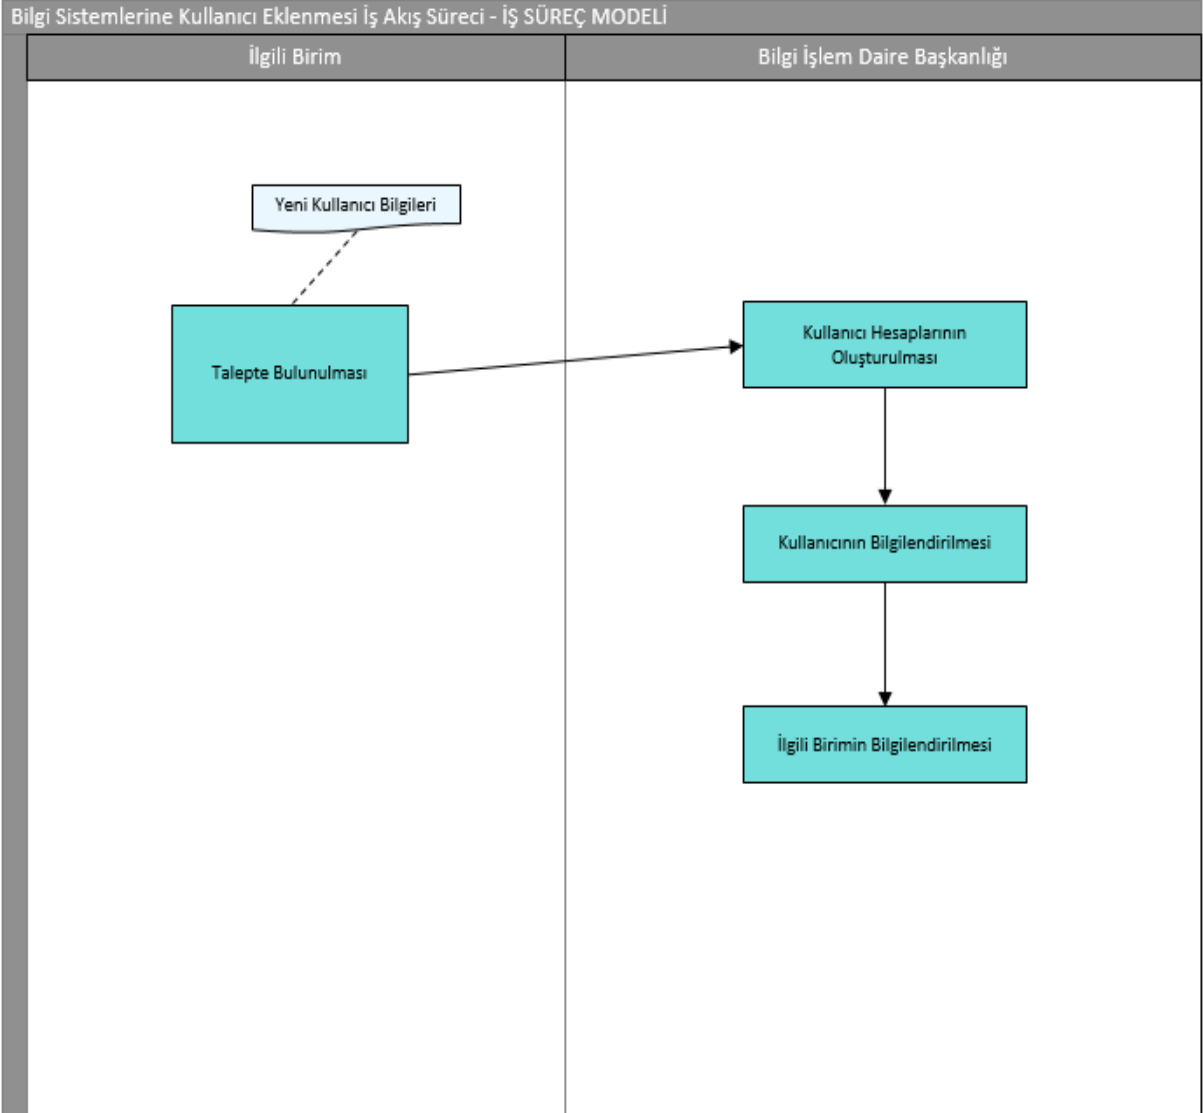 Bilgi Sistemlerine Kullanıcı Eklenmesi İş Akış Süreci - İŞ SÜREÇ MODELİ
İlgili Birim
Bilgi İşlem Daire Başkanlığı
Yeni Kullanıcı Bilgileri
Talepte Bulunulması
Kullanıcı Hesaplarının
Oluşturulması
Kullanıcının Bilgilendirilmesi
İlgili Birimin Bilgilendirilmesi